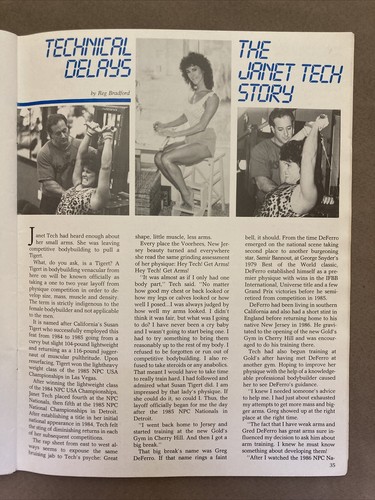 TECHNICAL
DELAYS
by Reg Bradford
THE
JANET TECH
STORY
Janet Tech had heard enough about
her small arms. She was leaving
competitive bodybuilding to pull a
Tigert.
What, do you ask, is a Tigert? A
Tigert in bodybuilding venacular from
here on will be known officially as
taking a one to two year layoff from
physique competition in order to de-
velop size, mass, muscle and density.
The term is strictly indigenous to the
female bodybuilder and not applicable
to the men.
It is named after California's Susan
Tigert who successfully employed this
test from 1984 to 1985 going from a
curvy but slight 104-pound lightweight
and returning as a 116-pound jugger-
naut of muscular pulchritude. Upon
resurfacing, Tigert won the lightheavy
weight class of the 1985 NPC USA
Championships in Las Vegas.
After winning the lightweight class
of the 1984 NPC USA Championships,
Janet Tech placed fourth at the NPC
Nationals, then fifth at the 1985 NPC
National Championships in Detroit.
After establishing a title in her initial
national appearance in 1984, Tech felt
the sting of diminishing returns in each
of her subsequent competitions.
The rap sheet from east to west al-
ways seems to espouse the same
bruising job to Tech's psyche: Great
shape, little muscle, less arms.
Every place the Voorhees, New Jer-
sey beauty turned and everywhere
she read the same grinding assessment
of her physique: Hey Tech! Get Arms!
Hey Tech! Get Arms!
"It was almost as if I only had one
body part," Tech said. "No matter
how good my chest or back looked or
how my legs or calves looked or how
well I posed...I was always judged by
how well my arms looked. I didn't
think it was fair, but what was I going
to do? I have never been a cry baby
and I wasn't going to start being one. I
had to try something to bring them
reasonably up to the rest of my body. I
refused to be forgotten or run out of
competitive bodybuilding. I also re-
fused to take steroids or any anabolics.
That meant I would have to take time
to really train hard. I had followed and
admired what Susan Tigert did. I am
inspired by that lady's physique. If
she could do it, so could I. Thus, the
layoff officially began for me the day
after the 1985 NPC Nationals in
Detroit.
"I went back home to Jersey and
started training at the new Gold's
Gym in Cherry Hill. And then I got a
big break."
That big break's name was Greg
DeFerro. If that name rings a faint
bell, it should. From the time DeFerro
emerged on the national scene taking
second place to another burgeoning
star, Samir Bannout, at George Snyder's
1979 Best of the World classic,
DeFerro established himself as a pre-
mier physique with wins in the IFBB
International, Universe title and a few
Grand Prix victories before he semi
retired from competition in 1985.
DeFerro had been living in southern
California and also had a short stint in
England before returning home to his
native New Jersey in 1986. He gravi-
tated to the opening of the new Gold's
Gym in Cherry Hill and was encour-
aged to do his training there.
Tech had also begun training at
Gold's after having met DeFerro at
another gym. Hoping to improve her
physique with the help of a knowledge-
able professional bodybuilder caused
her to see DeFerro's guidance.
"I knew I needed someone's advice
to help me. I had just about exhausted
my attempts to get more mass and big-
ger arms. Greg showed up at the right
place at the right time.
"The fact that I have weak arms and
Greg DeFerro has great arms sure in-
fluenced my decision to ask him about
arm training. I knew he must know
something about developing them!
"After I watched the 1986 NPC Na-
35